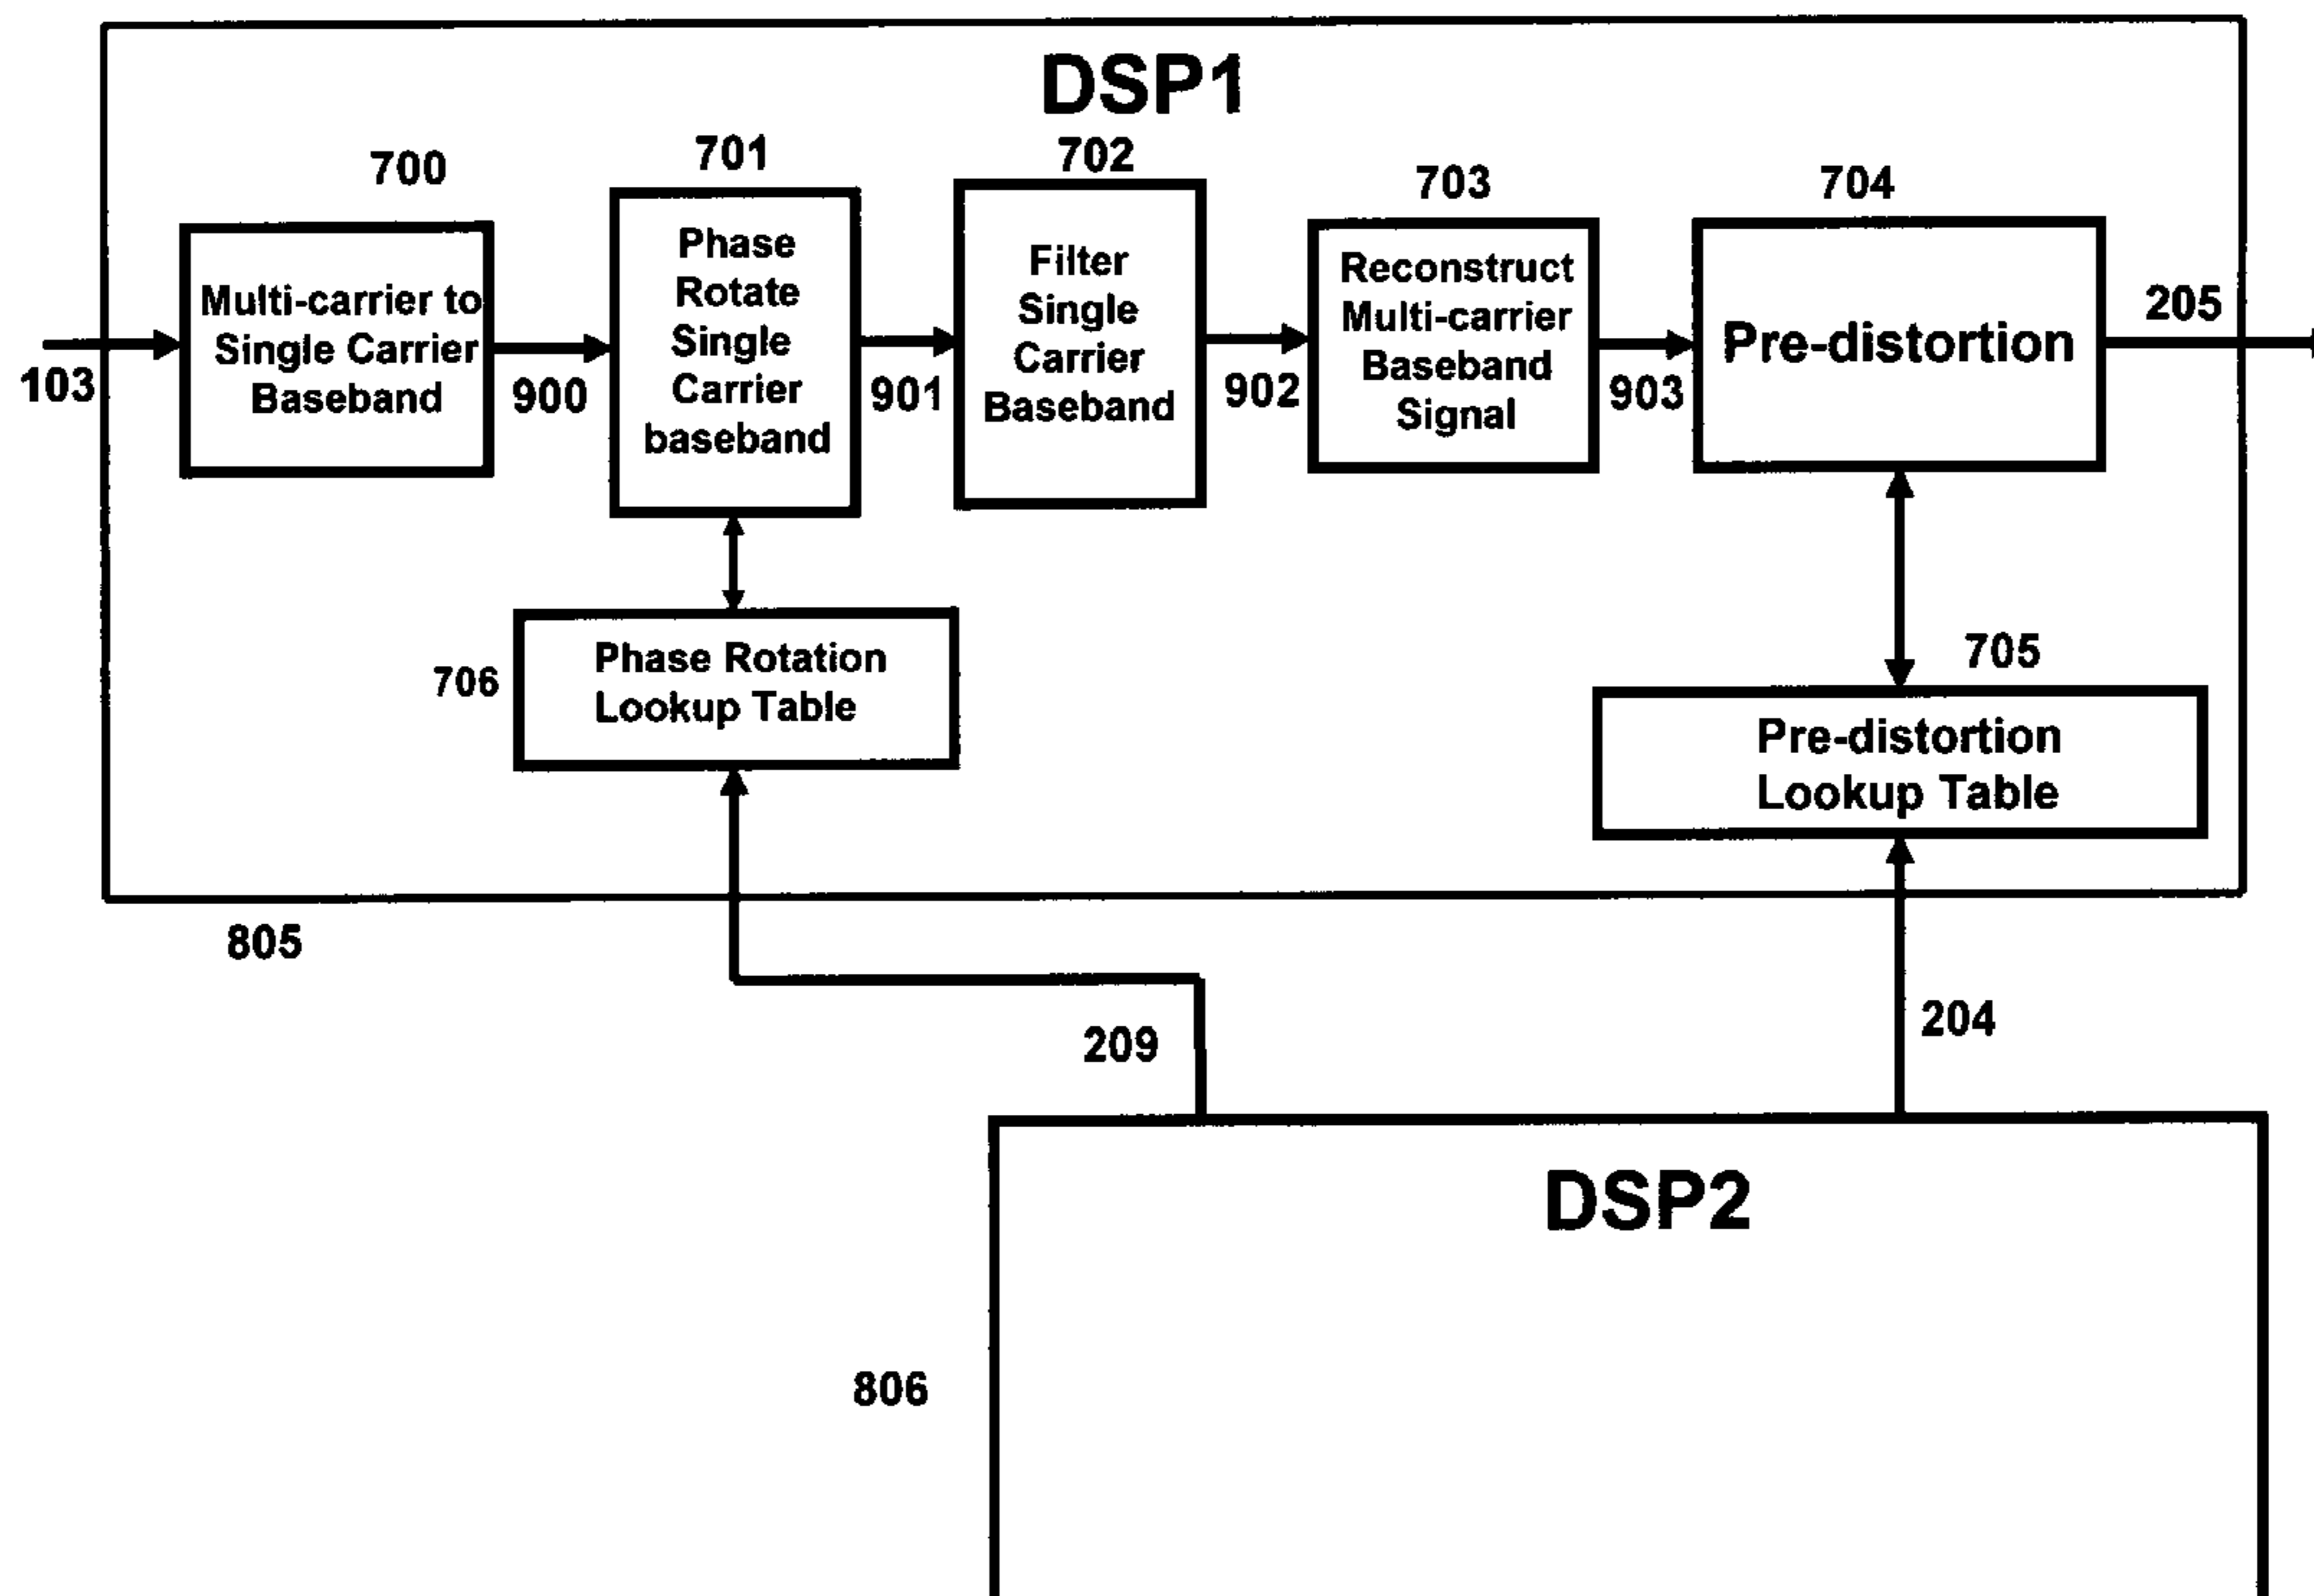 DSP1
700
701
702
703
704
Multi-carrier to
Single Carrier
Baseband
Phase
Rotate
Single
Carrier
baseband
Filter
Single
Carrier
Baseband
Reconstruct
Multi-carrier
Baseband
Signal
Pre-distortion
103
900
901
902
903
205
706
Phase Rotation
Lookup Table
705
Pre-distortion
Lookup Table
805
209
204
DSP2
806